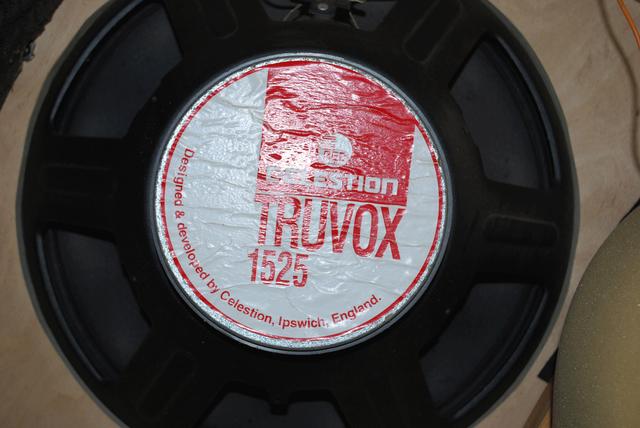 CELESTION
TRUVOX
1525
Designed & developed by Celestion, Ipswich, England.